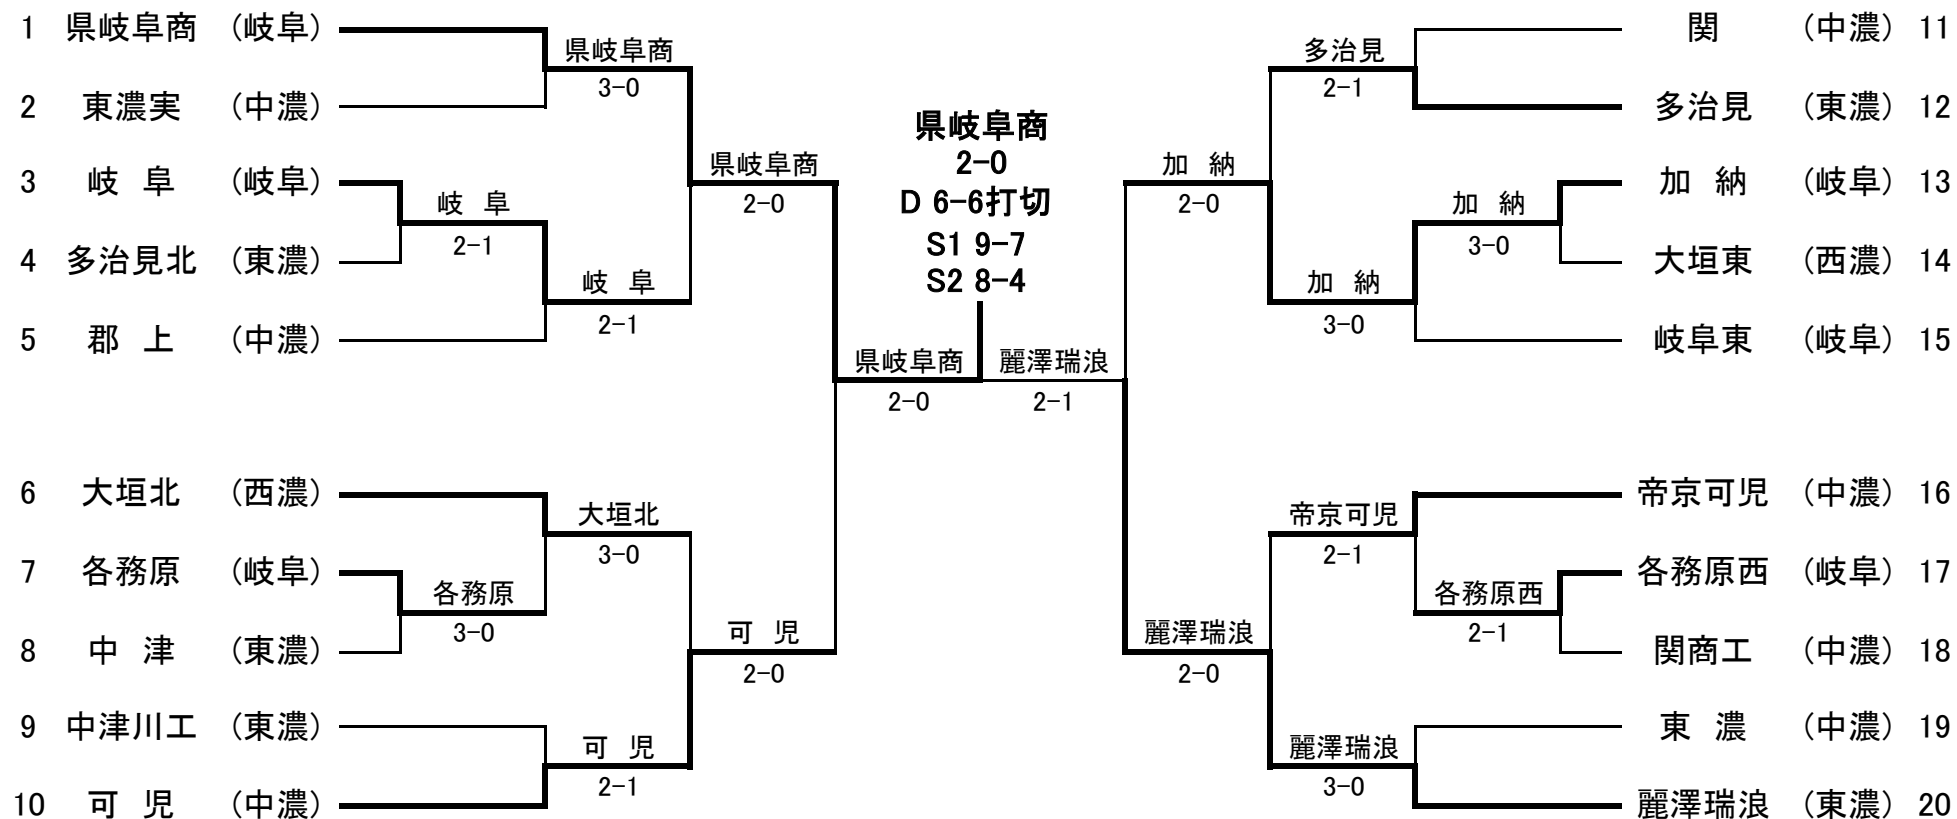 1 県岐阜商 (岐阜)
県岐阜商
3-0
2 東濃実 (中濃)
県岐阜商
2-0
3 岐 阜 (岐阜)
岐 阜
2-1
4 多治見北 (東濃)
岐 阜
2-1
5 郡 上 (中濃)
県岐阜商
2-0
6 大垣北 (西濃)
大垣北
3-0
7 各務原 (岐阜)
各務原
3-0
8 中 津 (東濃)
可 児
2-0
9 中津川工 (東濃)
可 児
2-1
10 可 児 (中濃)
県岐阜商
2-0
D 6-6打切
S1 9-7
S2 8-4
関 (中濃) 11
多治見
2-1
多治見 (東濃) 12
加 納
2-0
加 納 (岐阜) 13
加 納
3-0
大垣東 (西濃) 14
加 納
3-0
岐阜東 (岐阜) 15
麗澤瑞浪
2-1
帝京可児 (中濃) 16
帝京可児
2-1
各務原西 (岐阜) 17
各務原西
2-1
関商工 (中濃) 18
麗澤瑞浪
2-0
東 濃 (中濃) 19
麗澤瑞浪
3-0
麗澤瑞浪 (東濃) 20